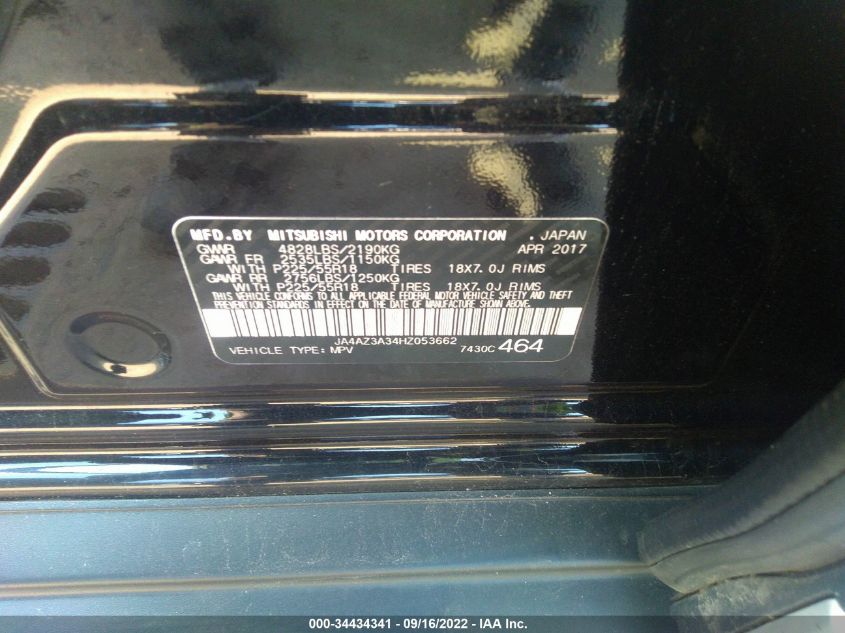 MFD.BY MITSUBISHI MOTORS CORPORATION . JAPAN
GVWR 4828LBS/2190KG APR 2017
GAWR FR 2535LBS/1150KG
WITH P225/55R18 TIRES 18X7.0J RIMS
GAWR RR 2756LBS/1250KG
WITH P225/55R18 TIRES 18X7.0J RIMS
THIS VEHICLE CONFORMS TO ALL APPLICABLE FEDERAL MOTOR VEHICLE SAFETY AND THEFT
PREVENTION STANDARDS IN EFFECT ON THE DATE OF MANUFACTURE SHOWN ABOVE.
JA4AZ3A34HZ053662
VEHICLE TYPE: MPV 7430C 464
000-34434341 - 09/16/2022 - IAA Inc.